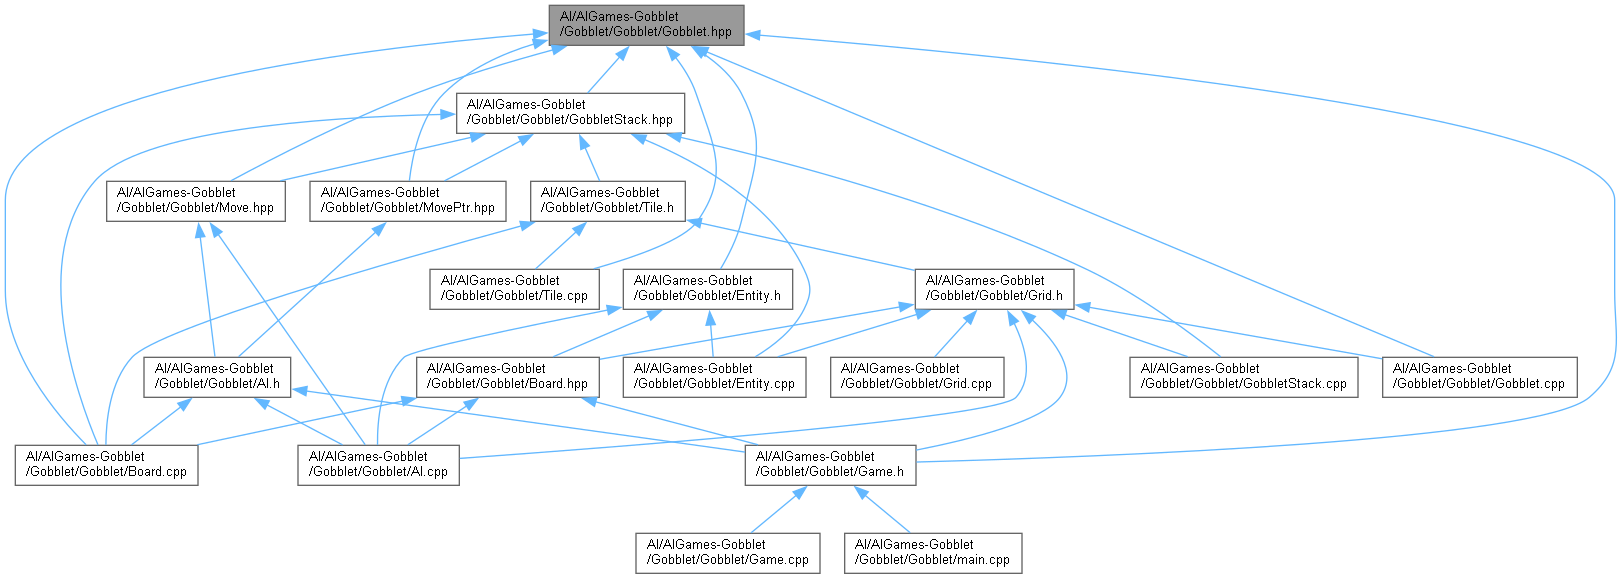 AI/AIGames-Gobblet
/Gobblet/Gobblet/Gobblet.hpp
AI/AIGames-Gobblet
/Gobblet/Gobblet/GobbletStack.hpp
AI/AIGames-Gobblet
/Gobblet/Gobblet/Move.hpp
AI/AIGames-Gobblet
/Gobblet/Gobblet/MovePtr.hpp
AI/AIGames-Gobblet
/Gobblet/Gobblet/Tile.h
AI/AIGames-Gobblet
/Gobblet/Gobblet/Tile.cpp
AI/AIGames-Gobblet
/Gobblet/Gobblet/Entity.h
AI/AIGames-Gobblet
/Gobblet/Gobblet/Grid.h
AI/AIGames-Gobblet
/Gobblet/Gobblet/AI.h
AI/AIGames-Gobblet
/Gobblet/Gobblet/Board.hpp
AI/AIGames-Gobblet
/Gobblet/Gobblet/Entity.cpp
AI/AIGames-Gobblet
/Gobblet/Gobblet/Grid.cpp
AI/AIGames-Gobblet
/Gobblet/Gobblet/GobbletStack.cpp
AI/AIGames-Gobblet
/Gobblet/Gobblet/Gobblet.cpp
AI/AIGames-Gobblet
/Gobblet/Gobblet/Board.cpp
AI/AIGames-Gobblet
/Gobblet/Gobblet/AI.cpp
AI/AIGames-Gobblet
/Gobblet/Gobblet/Game.h
AI/AIGames-Gobblet
/Gobblet/Gobblet/Game.cpp
AI/AIGames-Gobblet
/Gobblet/Gobblet/main.cpp